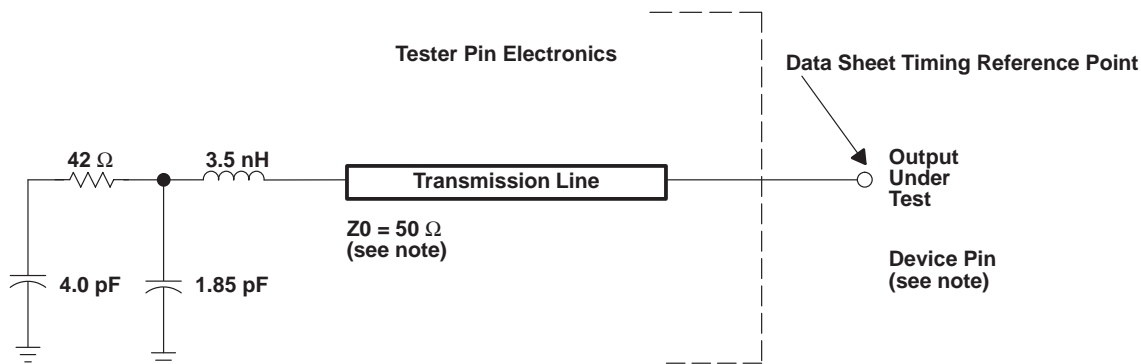 Tester Pin Electronics
Data Sheet Timing Reference Point
42 Ω
3.5 nH
Transmission Line
Output
Under
Test
Z0 = 50 Ω
(see note)
Device Pin
(see note)
4.0 pF
1.85 pF